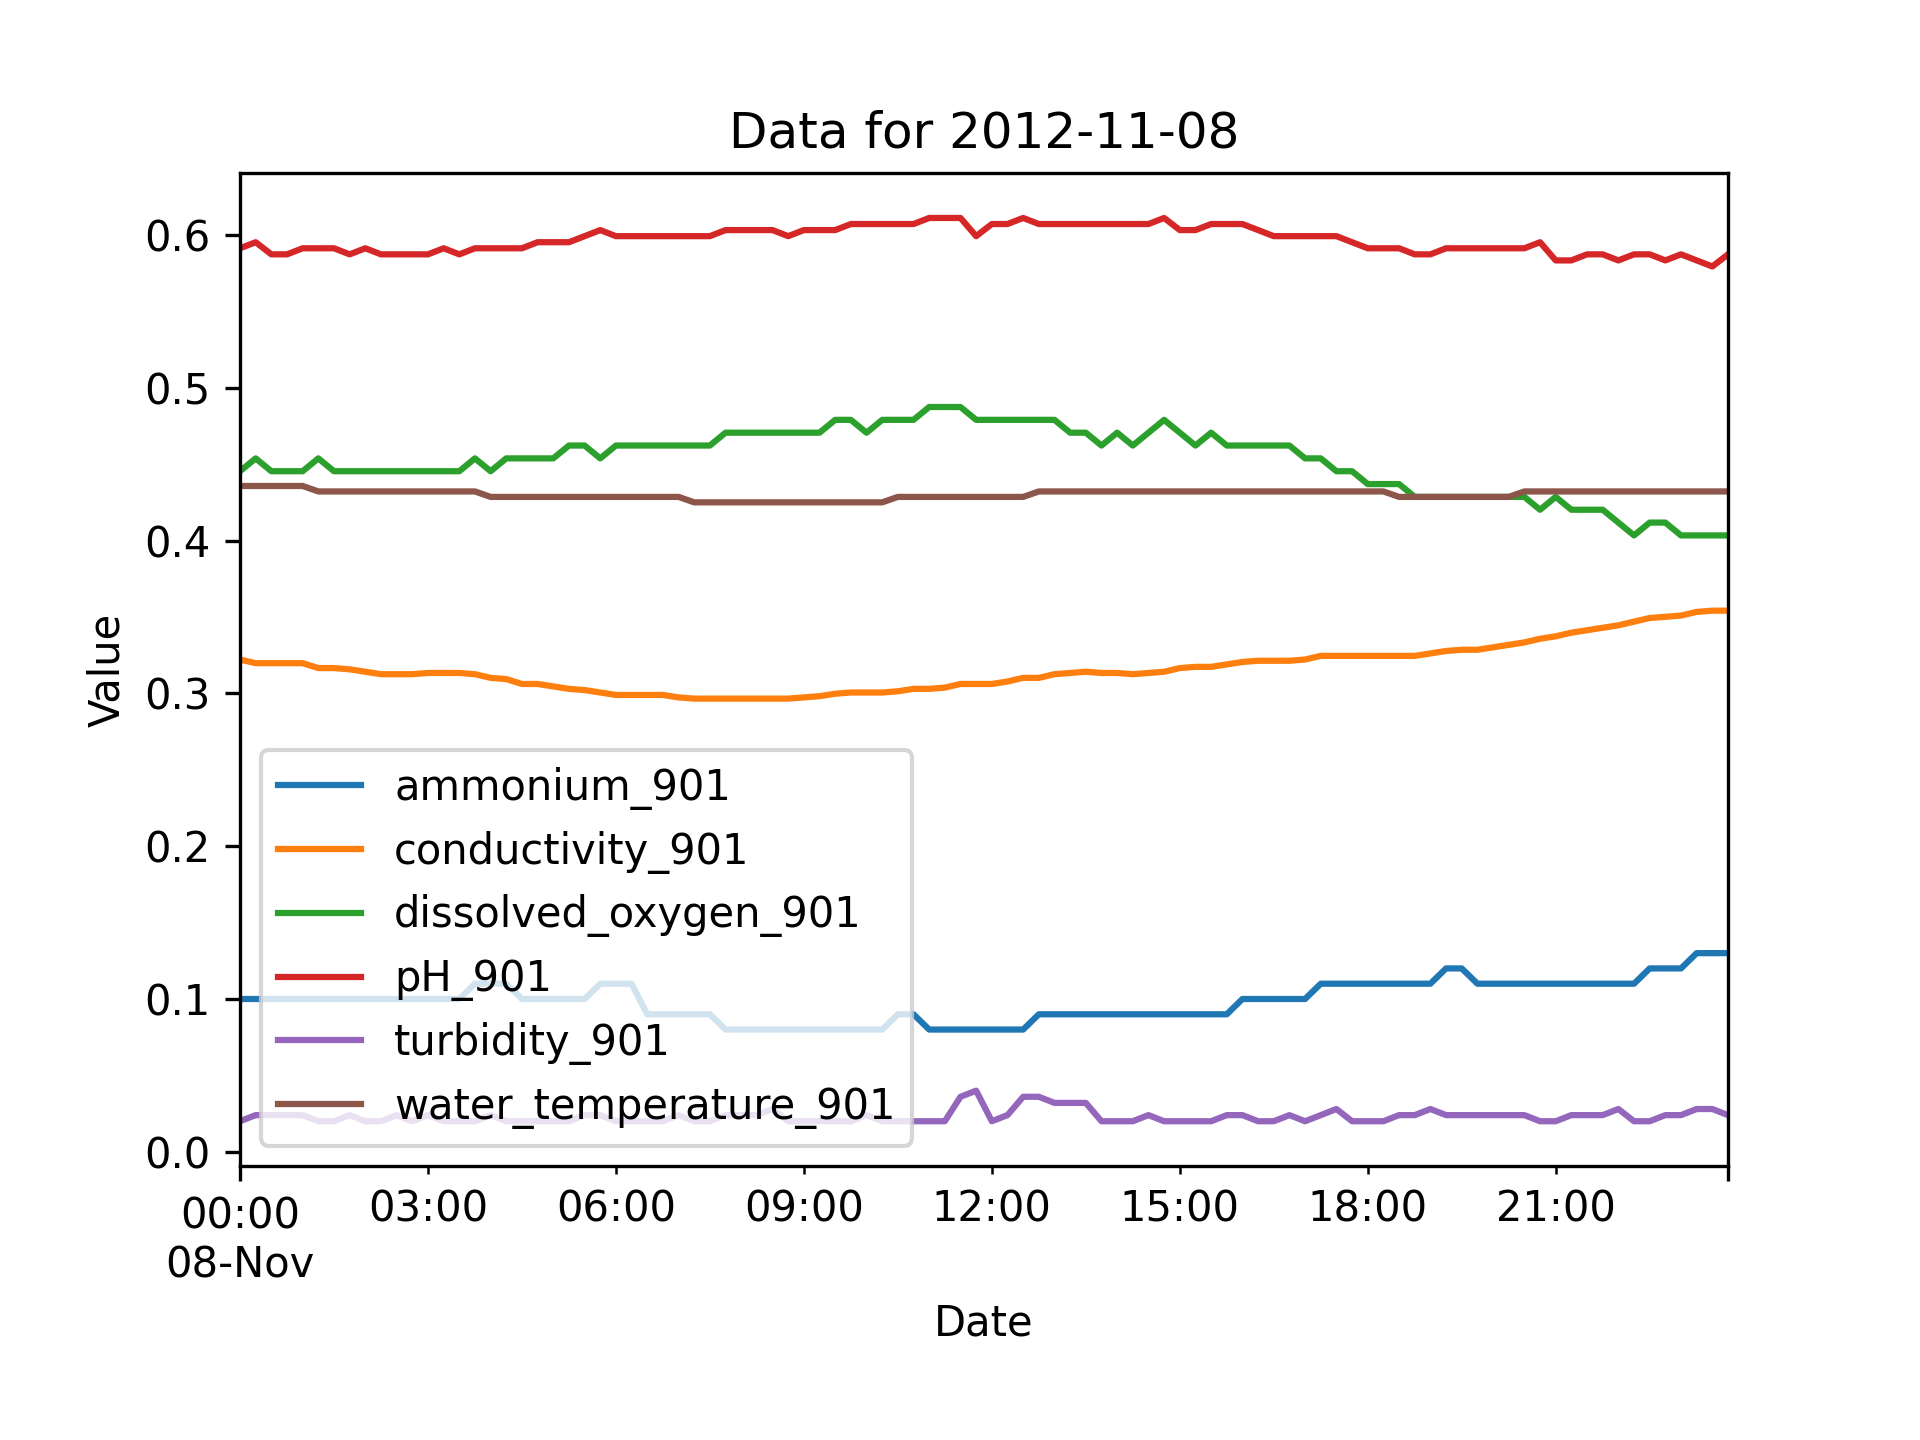 Data for 2012-11-08
Value
0.6
0.5
0.4
0.3
0.2
0.1
0.0
ammonium_901
conductivity_901
dissolved_oxygen_901
pH_901
turbidity_901
water_temperature_901
00:00 03:00 06:00 09:00 12:00 15:00 18:00 21:00
08-Nov
Date